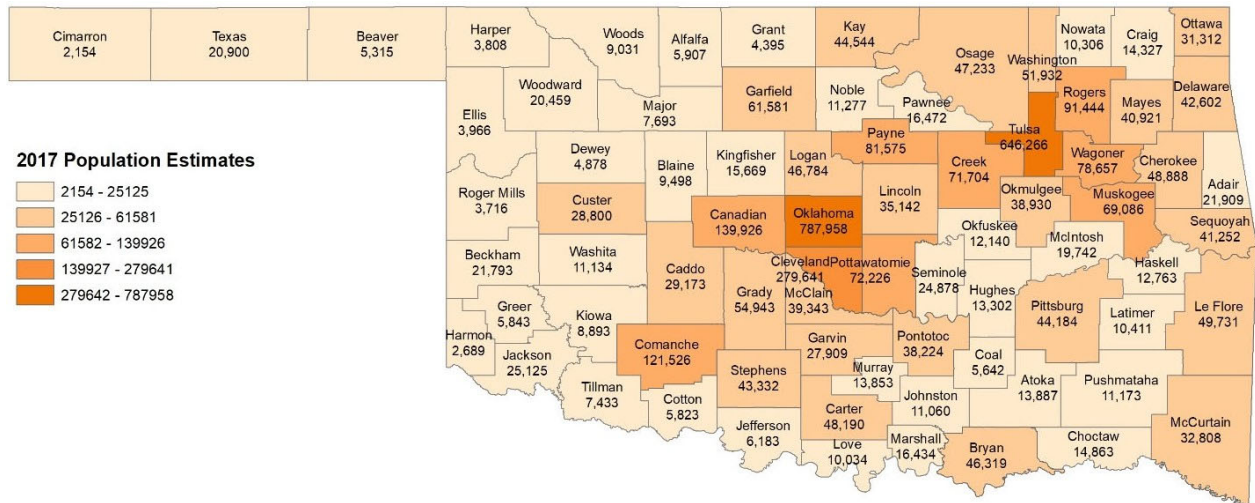 Cimarron
2,154
Texas
20,900
Beaver
5,315
Harper
3,808
Woods
9,031
Alfalfa
5,907
Grant
4,395
Kay
44,544
Osage
47,233
Washington
51,932
Nowata
10,306
Craig
14,327
Ottawa
31,312
Woodward
20,459
Ellis
3,966
Major
7,693
Garfield
61,581
Noble
11,277
Pawnee
16,472
Rogers
91,444
Mayes
40,921
Delaware
42,602
Tulsa
646,266
Payne
81,575
2017 Population Estimates
2154 - 25125
25126 - 61581
61582 - 139926
139927 - 279641
279642 - 787958
Dewey
4,878
Blaine
9,498
Kingfisher
15,669
Logan
46,784
Creek
71,704
Wagoner
78,657
Cherokee
48,888
Adair
21,909
Roger Mills
3,716
Custer
28,800
Canadian
139,926
Oklahoma
787,958
Lincoln
35,142
Okmulgee
38,930
Muskogee
69,086
Sequoyah
41,252
Okfuskee
12,140
McIntosh
19,742
Beckham
21,793
Washita
11,134
Caddo
29,173
Grady
54,943
Cleveland
279,641
McClain
39,343
Pottawatomie
72,226
Seminole
24,878
Hughes
13,302
Haskell
12,763
Pittsburg
44,184
Latimer
10,411
Le Flore
49,731
Greer
5,843
Kiowa
8,893
Harmon
2,689
Jackson
25,125
Comanche
121,526
Garvin
27,909
Pontotoc
38,224
Coal
5,642
Stephens
43,332
Murray
13,853
Atoka
13,887
Pushmataha
11,173
Tillman
7,433
Cotton
5,823
Carter
48,190
Johnston
11,060
McCurtain
32,808
Jefferson
6,183
Love
10,034
Marshall
16,434
Bryan
46,319
Choctaw
14,863